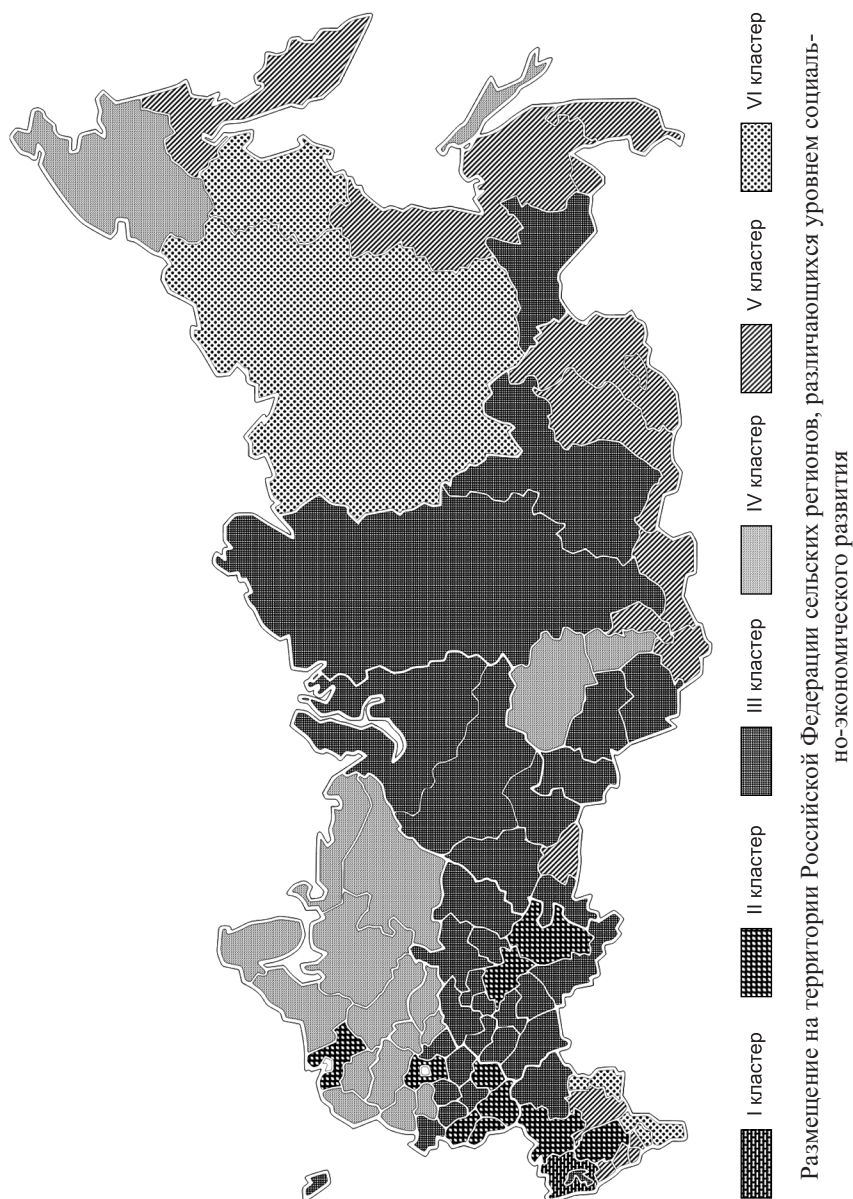 I кластер
II кластер
III кластер
IV кластер
V кластер
VI кластер
Размещение на территории Российской Федерации сельских регионов, различающихся уровнем социаль-
но-экономического развития